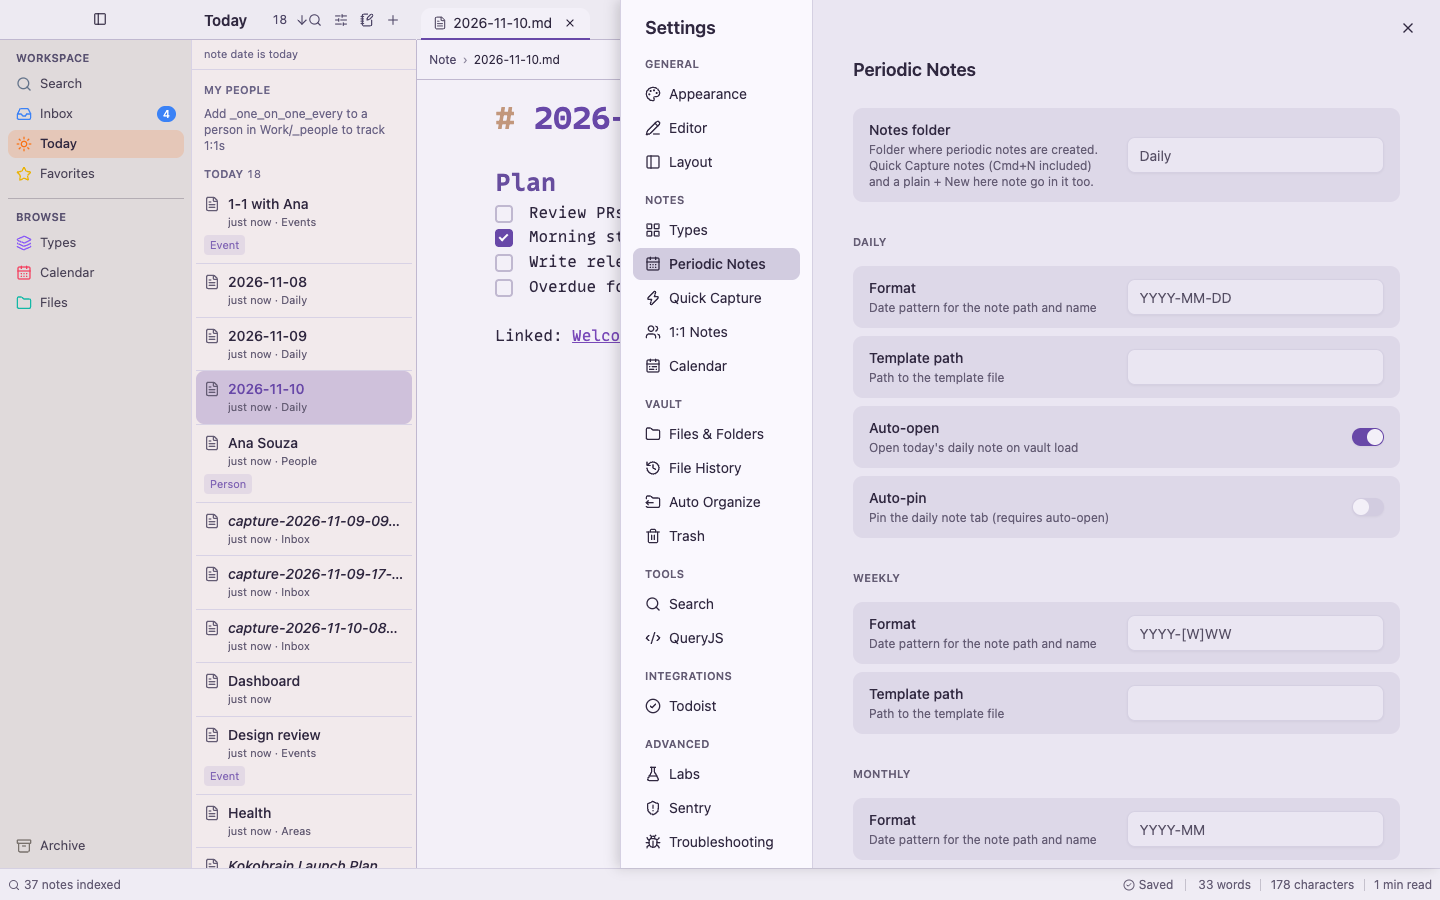 Today
18
WORKSPACE
Search
Inbox
4
Today
Favorites
BROWSE
Types
Calendar
Files
Archive
note date is today
MY PEOPLE
Add _one_on_one_every to a
person in Work/_people to track
1:1s
TODAY 18
1-1 with Ana
just now · Events
Event
2026-11-08
just now · Daily
2026-11-09
just now · Daily
2026-11-10
just now · Daily
Ana Souza
just now · People
Person
capture-2026-11-09-09...
just now · Inbox
capture-2026-11-09-17-...
just now · Inbox
capture-2026-11-10-08...
just now · Inbox
Dashboard
just now
Design review
just now · Events
Event
Health
just now · Areas
Kokobrain Launch Plan
2026-11-10.md
Note › 2026-11-10.md
# 2026-
Plan
Review PRs
Morning st
Write rele
Overdue fo
Linked: Welco
Settings
GENERAL
Appearance
Editor
Layout
NOTES
Types
Periodic Notes
Quick Capture
1:1 Notes
Calendar
VAULT
Files & Folders
File History
Auto Organize
Trash
TOOLS
Search
QueryJS
INTEGRATIONS
Todoist
ADVANCED
Labs
Sentry
Troubleshooting
Periodic Notes
Notes folder
Folder where periodic notes are created.
Quick Capture notes (Cmd+N included)
and a plain + New here note go in it too.
Daily
DAILY
Format
Date pattern for the note path and name
YYYY-MM-DD
Template path
Path to the template file
Auto-open
Open today's daily note on vault load
Auto-pin
Pin the daily note tab (requires auto-open)
WEEKLY
Format
Date pattern for the note path and name
YYYY-[W]WW
Template path
Path to the template file
MONTHLY
Format
Date pattern for the note path and name
YYYY-MM
37 notes indexed
Saved
33 words
178 characters
1 min read